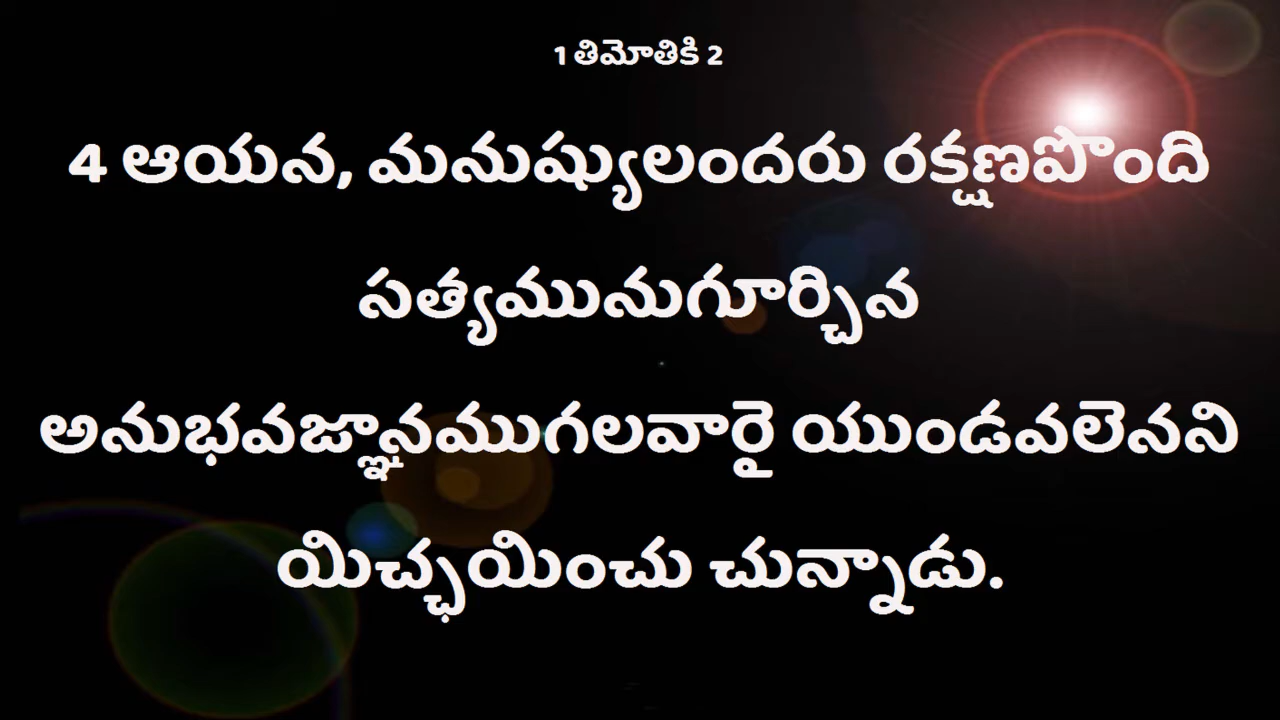 1 తిమోతికి 2
4 ఆయన, మనుష్యులందరు రక్షణపొంది
సత్యమునుగూర్చిన
అనుభవజ్ఞానముగలవారై యుండవలెనని
యిచ్ఛయించు చున్నాడు.